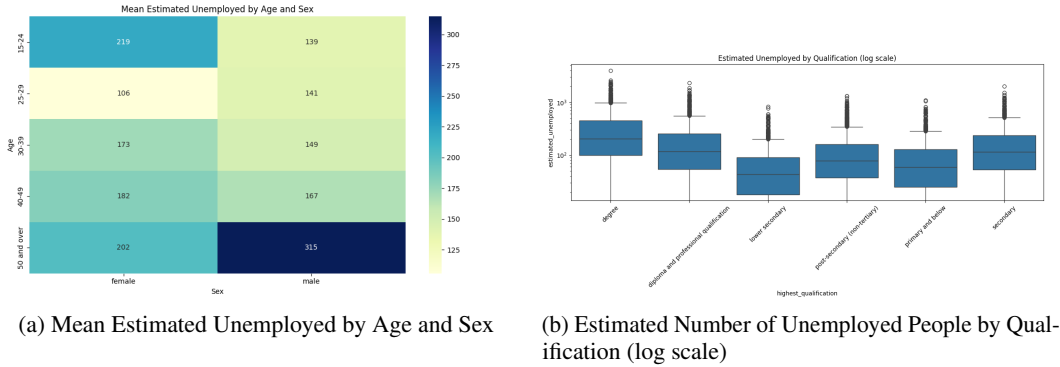 Mean Estimated Unemployed by Age and Sex
Age
15-24
219
139
25-29
106
141
30-39
173
149
40-49
182
167
50 and over
202
315
female
male
Sex
300
275
250
225
200
175
150
125
(a) Mean Estimated Unemployed by Age and Sex
Estimated Unemployed by Qualification (log scale)
estimated_unemployed
10³
10²
degree
diploma and professional qualification
lower secondary
post-secondary (non-tertiary)
primary and below
secondary
highest_qualification
(b) Estimated Number of Unemployed People by Qual-
ification (log scale)